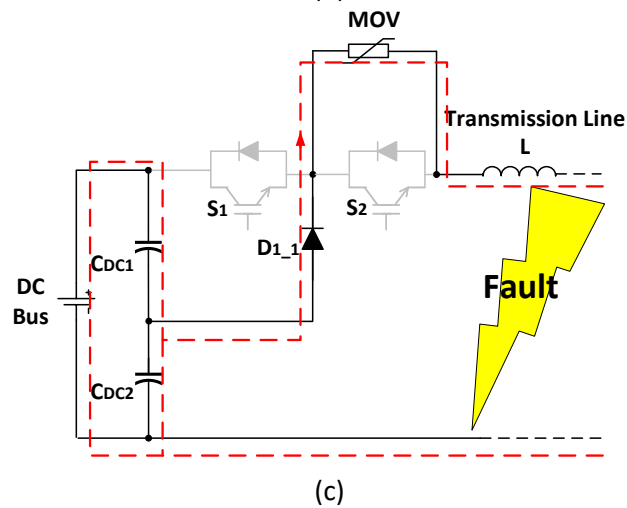 MOV
Transmission Line
L
S1
S2
CDC1
D1_1
DC
Bus
+
Fault
CDC2
(c)